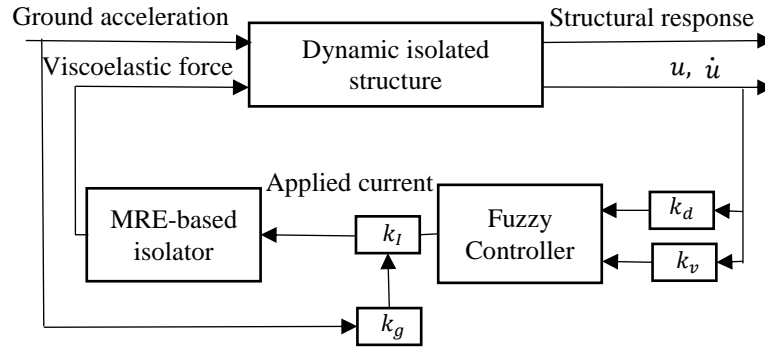 Ground acceleration
Structural response
Dynamic isolated
structure
Viscoelastic force
u, u̇
Applied current
MRE-based
isolator
k_I
Fuzzy
Controller
k_d
k_v
k_g